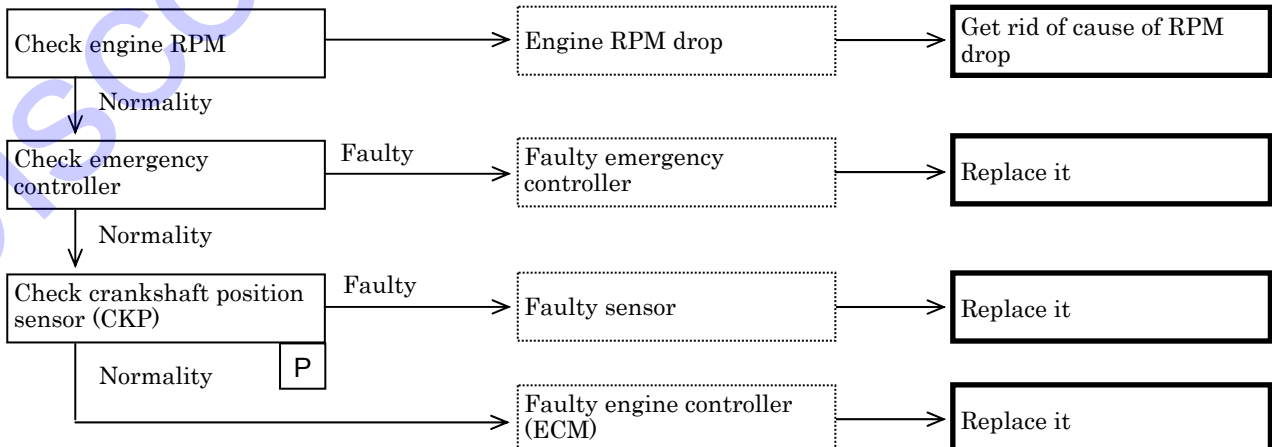 Check engine RPM
Engine RPM drop
Get rid of cause of RPM
drop
Normality
Check emergency
controller
Faulty
Faulty emergency
controller
Replace it
Normality
Check crankshaft position
sensor (CKP)
P
Faulty
Faulty sensor
Replace it
Normality
Faulty engine controller
(ECM)
Replace it